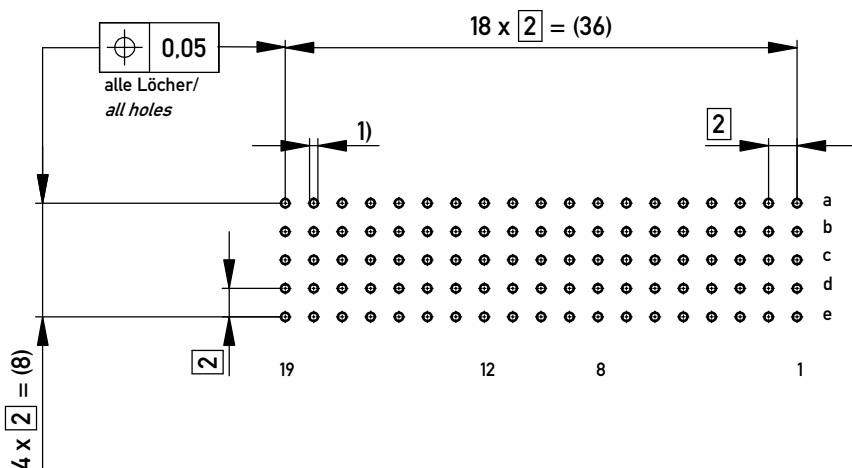 18 x 2 = (36)
0,05
alle Löcher/
all holes
1)
2
a
b
c
d
e
2
4 x 2 = (8)
19 12 8 1